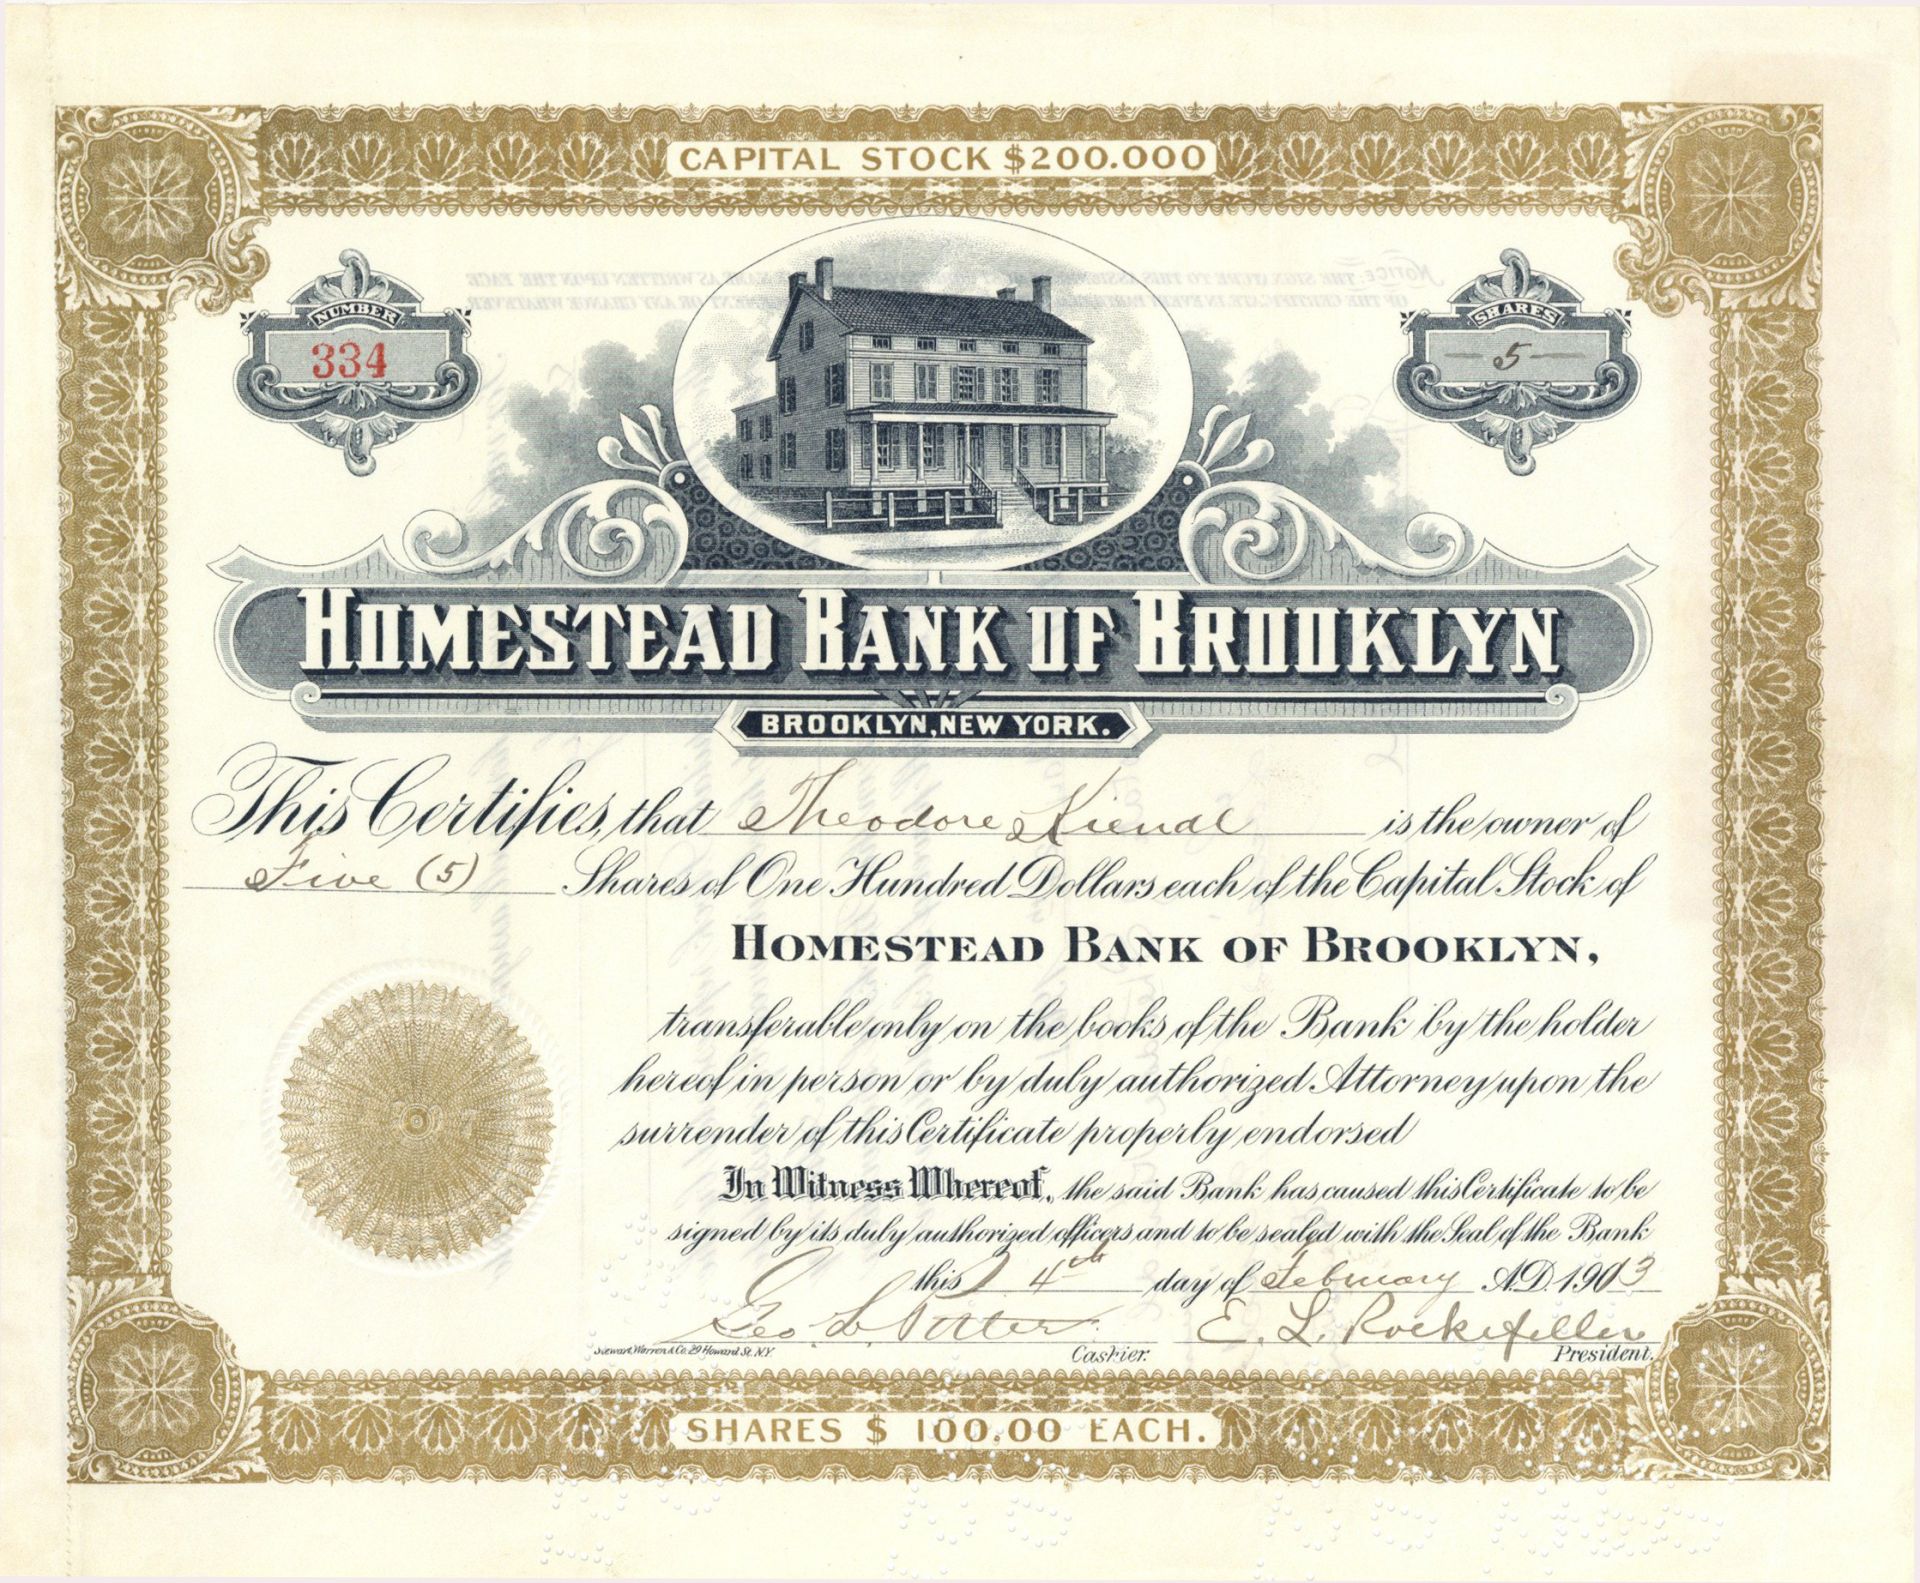 CAPITAL STOCK $200.000
NUMBER
334
SHARES
5
HOMESTEAD BANK OF BROOKLYN
BROOKLYN, NEW YORK.
This Certifies, that Theodore Kiendl is the owner of
Five (5) Shares of One Hundred Dollars each of the Capital Stock of
HOMESTEAD BANK OF BROOKLYN,
transferable only on the books of the Bank by the holder
hereof in person or by duly authorized Attorney upon the
surrender of this Certificate properly endorsed
In Witness Whereof, the said Bank has caused this Certificate to be
signed by its duly authorized officers and to be sealed with the Seal of the Bank
this 4th day of February A.D. 1903
Geo. L. Porter E. L. Rockefeller
Stewart, Warren & Co. 29 Howard St. N.Y. Cashier. President.
SHARES $ 100.00 EACH.